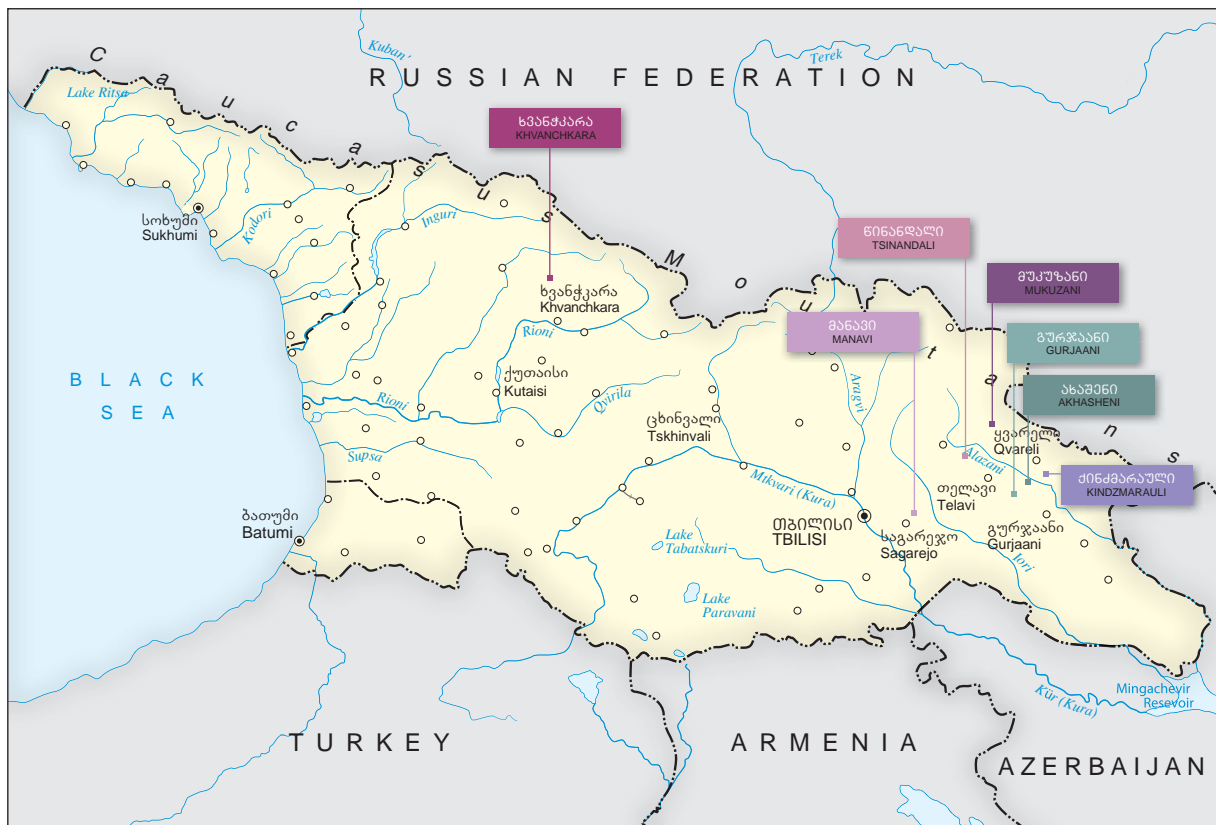 Caucasus Mountains
RUSSIAN FEDERATION
Kuban'
Terek
Lake Ritsa
ხვანჭკარა
KHVANCHKARA
სოხუმი
Sukhumi
Kodori
Inguri
წინანდალი
TSINANDALI
მუკუზანი
MUKUZANI
ხვანჭკარა
Khvanchkara
მანავი
MANAVI
გურჯაანი
GURJAANI
Rioni
ახაშენი
AKHASHENI
BLACK
SEA
ქუთაისი
Kutaisi
Rioni
Qvirila
Aragvi
ცხინვალი
Tskhinvali
ყვარელი
Qvareli
Supsa
Alazani
Mtkvari (Kura)
ქინძმარაული
KINDZMARAULI
თელავი
Telavi
ბათუმი
Batumi
თბილისი
TBILISI
საგარეჯო
Sagarejo
გურჯაანი
Gurjaani
Lake
Tabatskuri
Iori
Lake
Paravani
Kür (Kura)
Mingachevir
Resevoir
TURKEY
ARMENIA
AZERBAIJAN